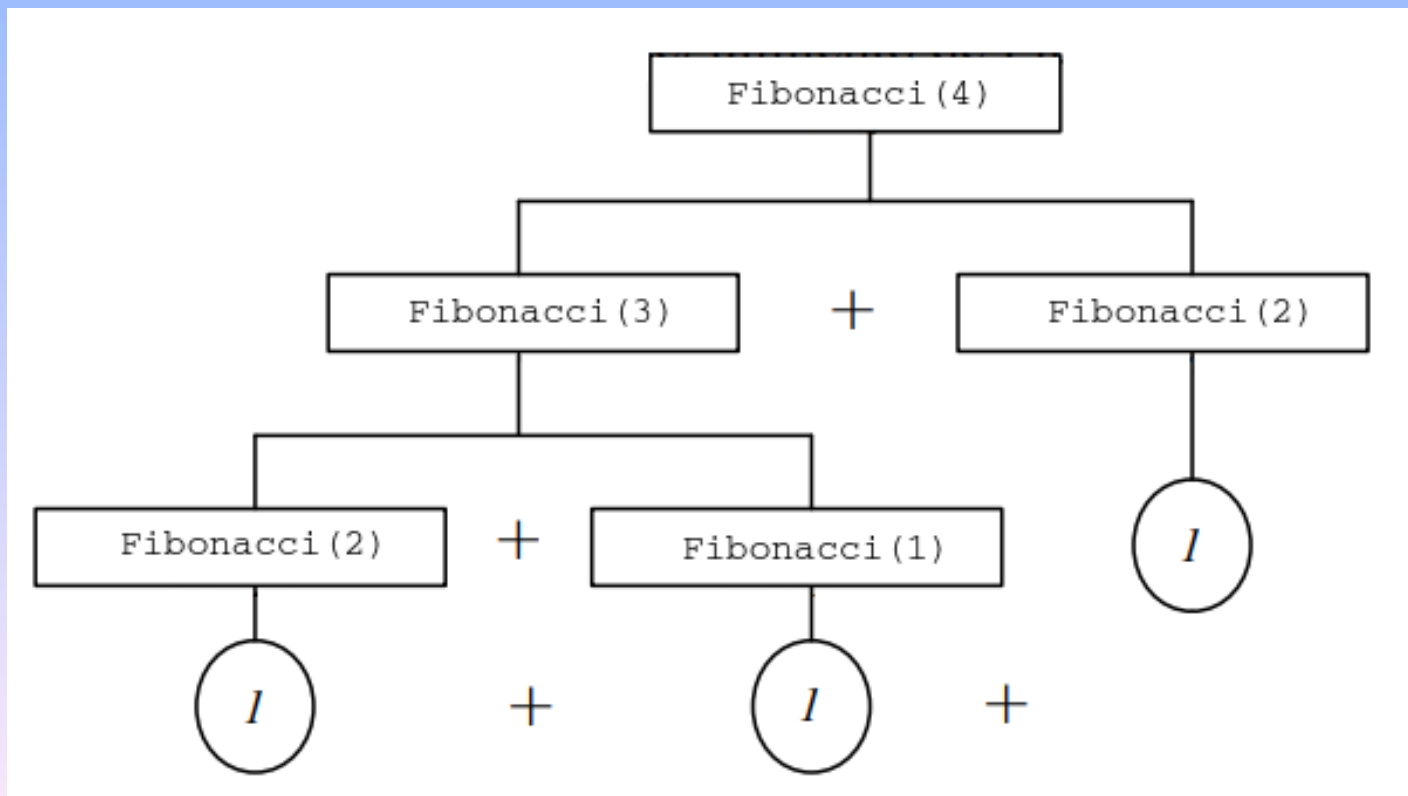 Fibonacci(4)
Fibonacci(3) + Fibonacci(2)
Fibonacci(2) + Fibonacci(1) 1
1 + 1 +